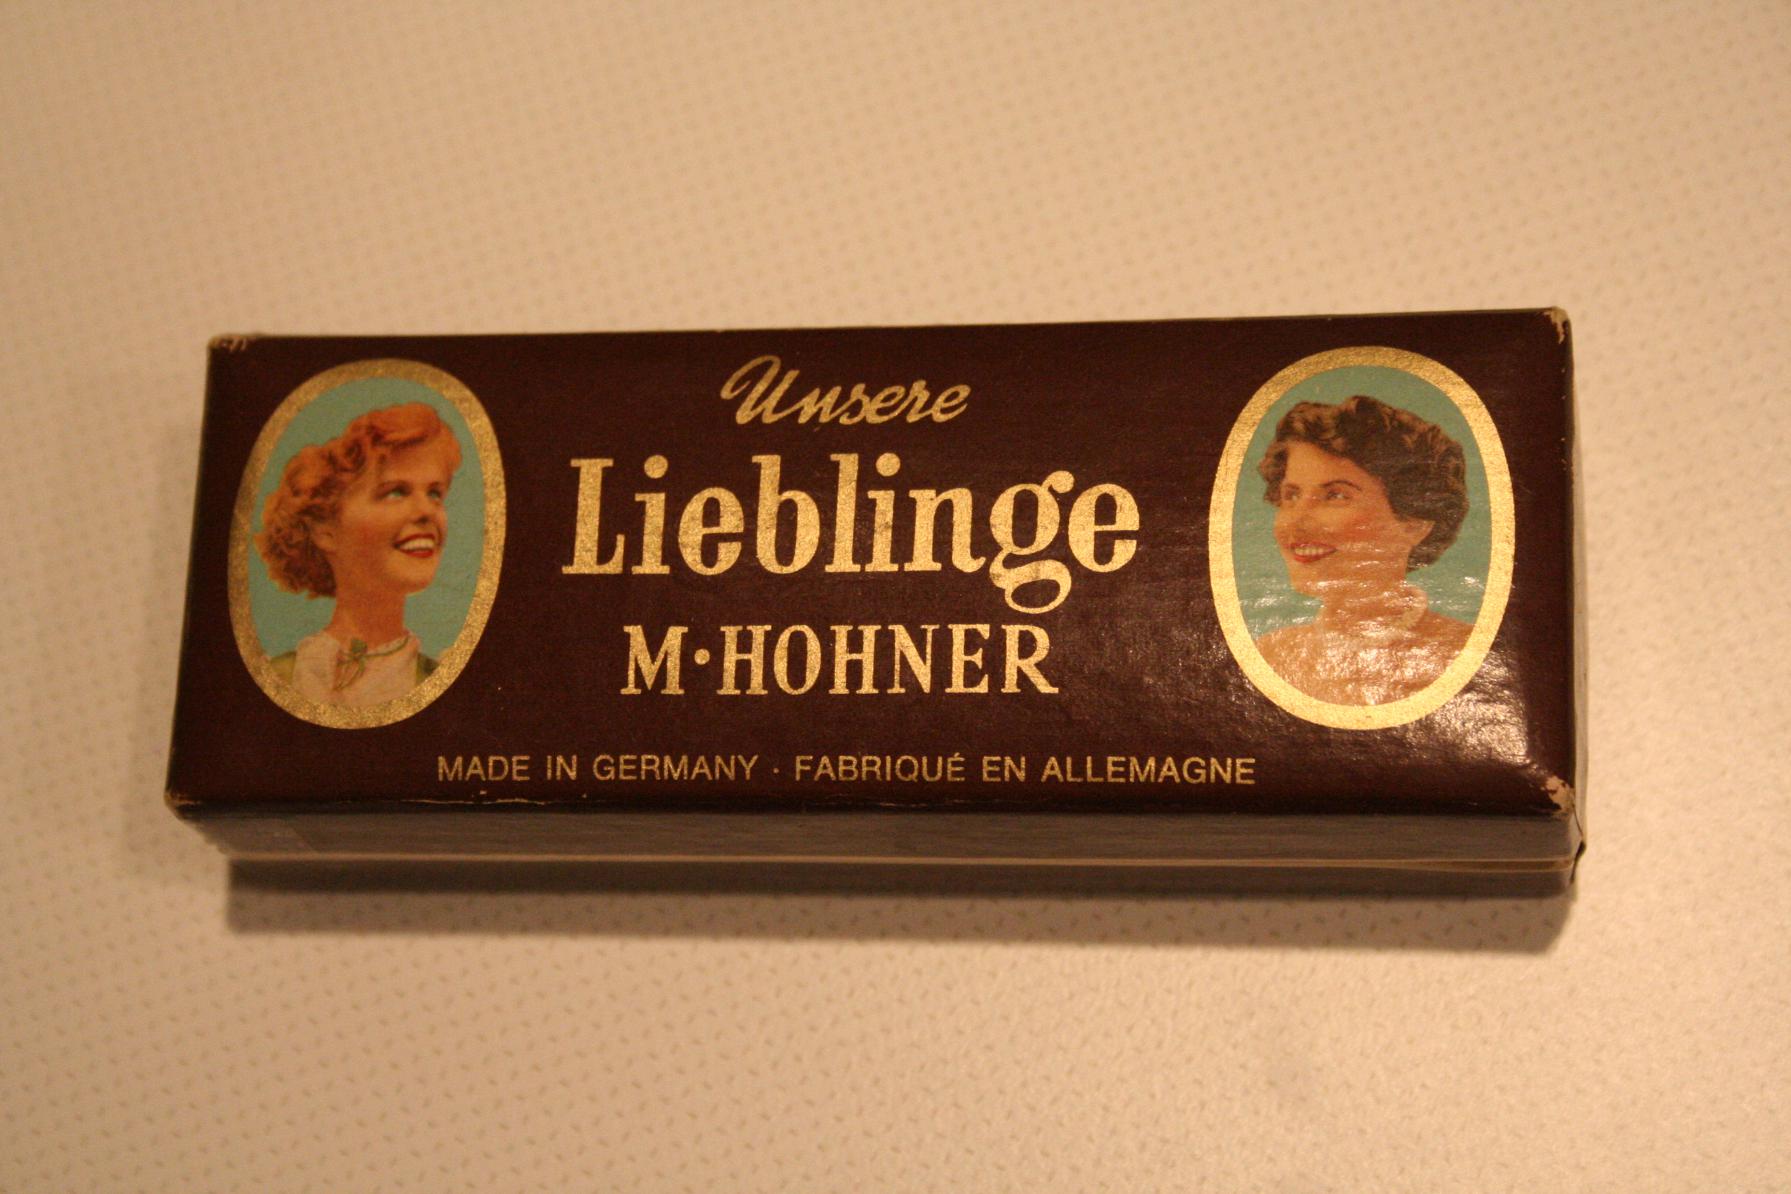 Unsere
Lieblinge
M·HOHNER
MADE IN GERMANY · FABRIQUÉ EN ALLEMAGNE